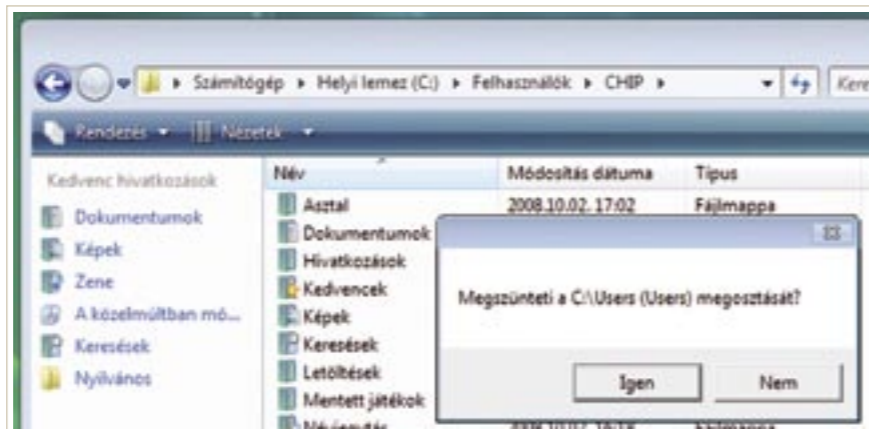 Számítógép ▸ Helyi lemez (C:) ▸ Felhasználók ▸ CHIP ▸
Rendezés Nézetek
Kedvenc hivatkozások
Dokumentumok
Képek
Zene
A közelmúltban mó...
Keresések
Nyilvános
Név Módosítás dátuma Típus
Asztal 2008.10.02. 17:02 Fájlmappa
Dokumentumok
Hivatkozások
Kedvencek
Képek
Keresések
Letöltések
Mentett játékok
Megszünteti a C:\Users (Users) megosztását?
Igen Nem